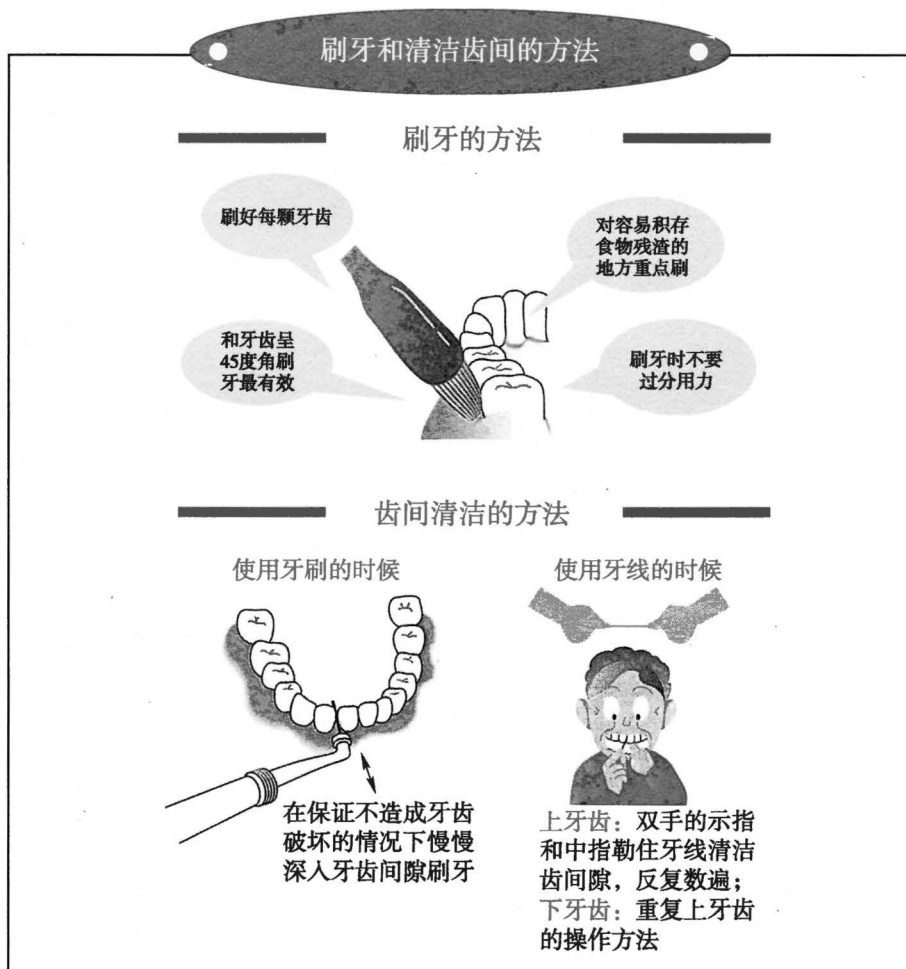 刷牙和清洁齿间的方法
刷牙的方法
刷好每颗牙齿
对容易积存
食物残渣的
地方重点刷
和牙齿呈
45度角刷
牙最有效
刷牙时不要
过分用力
齿间清洁的方法
使用牙刷的时候
在保证不造成牙齿
破坏的情况下慢慢
深入牙齿间隙刷牙
使用牙线的时候
上牙齿：双手的示指
和中指勒住牙线清洁
齿间隙，反复数遍；
下牙齿：重复上牙齿
的操作方法